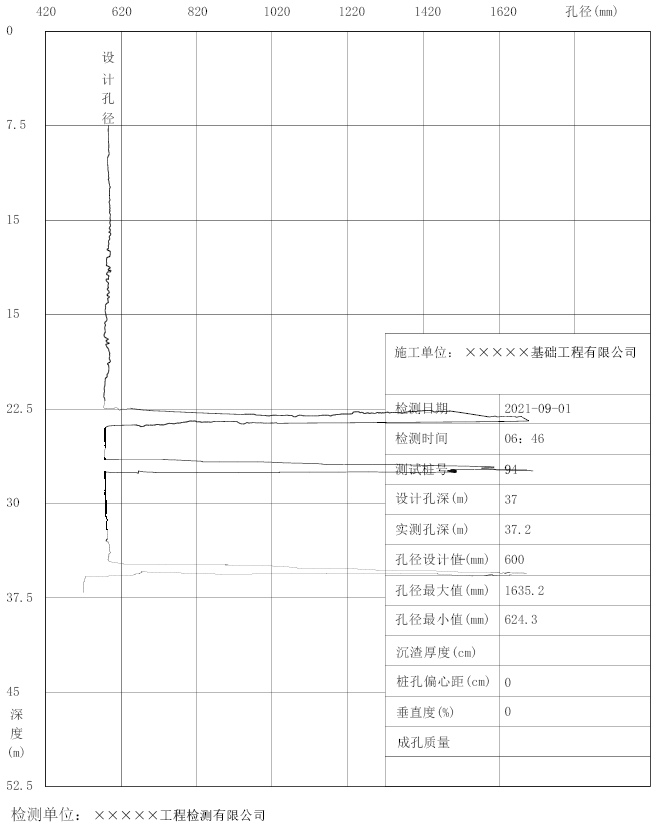 420 620 820 1020 1220 1420 1620 孔径(mm)
0
设
计
孔
径
7.5
15
15
施工单位: ×××××基础工程有限公司
22.5
检测日期 2021-09-01
检测时间 06: 46
测试桩号 94
设计孔深(m) 37
30
实测孔深(m) 37.2
孔径设计值(mm) 600
孔径最大值(mm) 1635.2
37.5
孔径最小值(mm) 624.3
沉渣厚度(cm)
桩孔偏心距(cm) 0
45
垂直度(%) 0
深
度
(m)
成孔质量
52.5
检测单位: ×××××工程检测有限公司